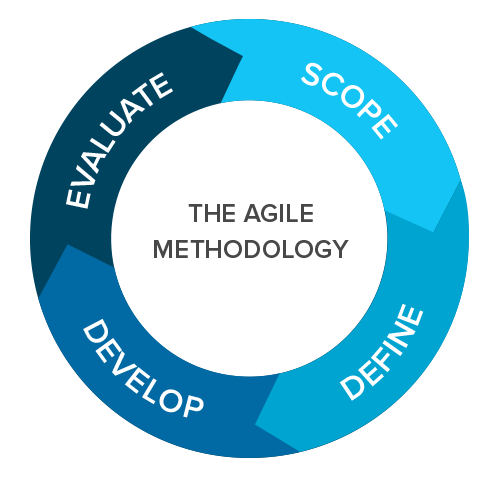 THE AGILE
METHODOLOGY
SCOPE
DEFINE
DEVELOP
EVALUATE